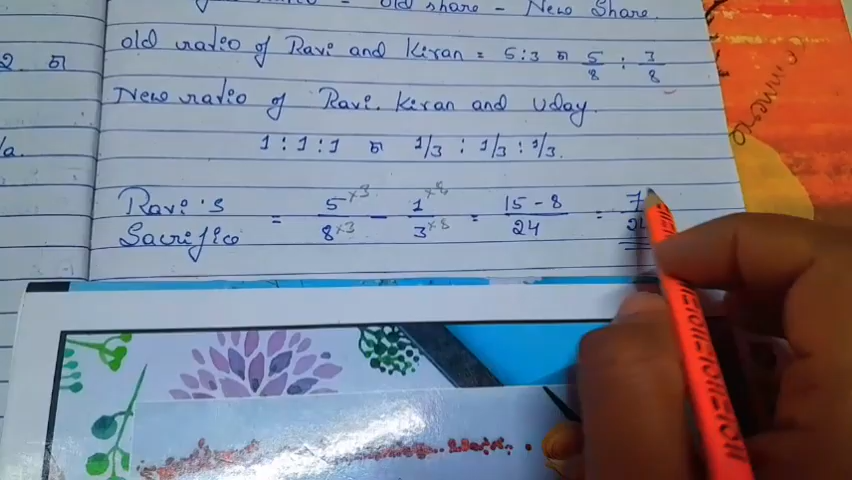 old share - New Share.
old ratio of Ravi and Kiran = 5:3 या 5/8 : 3/8
2 या
New ratio of Ravi. Kiran and Uday.
1 : 1 : 1 या 1/3 : 1/3 : 1/3.
a.
Ravi's Sacrifice = 5×3/8×3 - 1×8/3×8 = 15-8/24 = 7/24